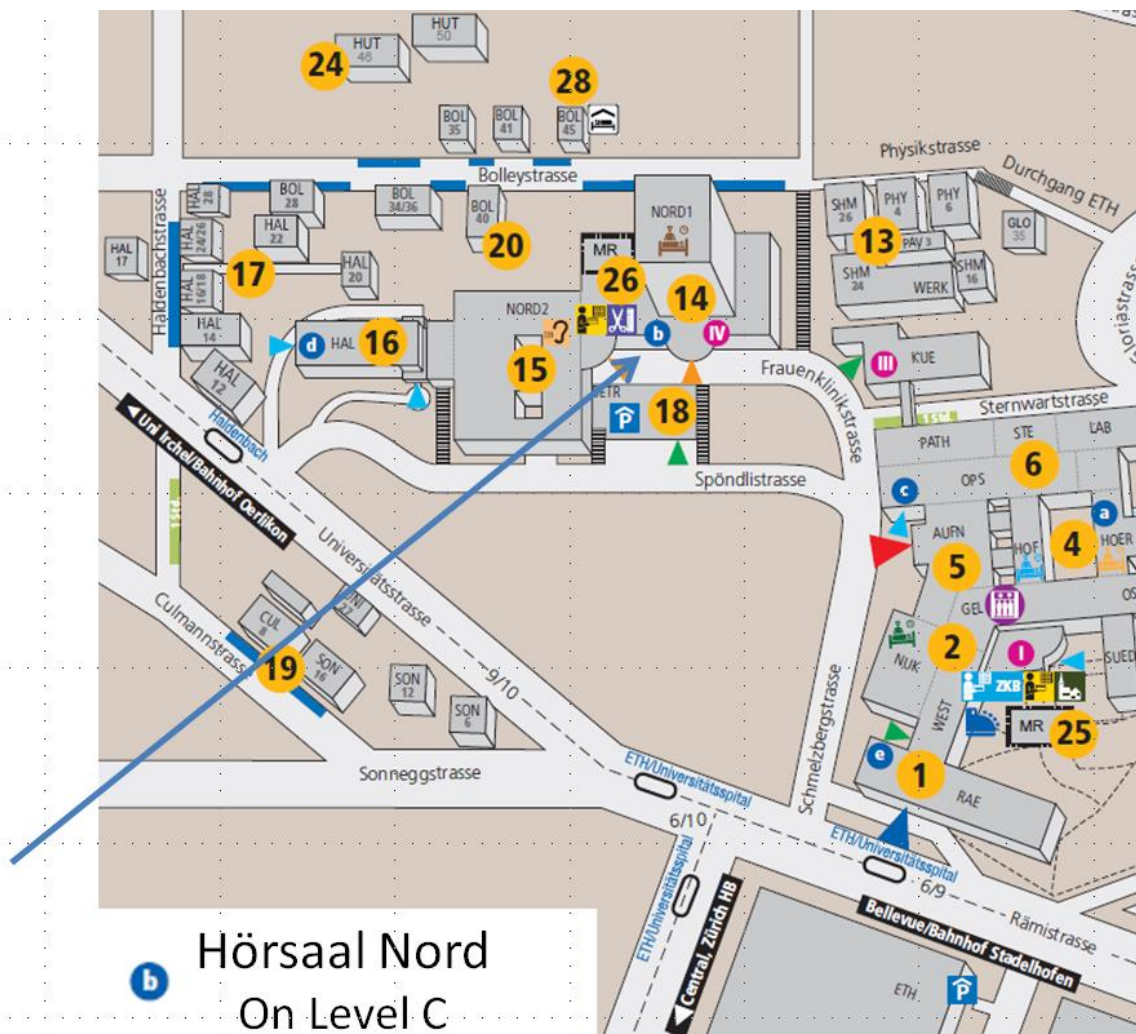 HUT
50
HUT
46
24
28
BOL
35
BOL
41
BOL
45
Bolleystrasse
Physikstrasse
Durchgang ETH
Haldenbachstrasse
HAL
28
BOL
28
BOL
34/36
BOL
40
20
NORD1
SHM
26
PHY
4
PHY
6
GLO
35
13
PAV 3
HAL
24/26
HAL
22
HAL
17
17
HAL
20
HAL
16/18
MR
26
14
SHM
24
WERK
SHM
16
Gloriastrasse
HAL
14
d
HAL
16
NORD2
15
b
IV
III
KUE
HAL
12
Frauenklinikstrasse
Sternwartstrasse
P
18
Haldenbach
Uni Irchel/Bahnhof Oerlikon
1 Std.
PATH
STE
LAB
6
OPS
Spöndlistrasse
c
a
1 Std.
AUFN
HOF
4
HOER
5
Universitätsstrasse
Culmannstrasse
UNI
27
CUL
8
19
SON
16
SON
12
SON
6
9/10
GEL
2
I
SUED
NUK
ZKB
WEST
MR
25
Schmelzbergstrasse
Sonneggstrasse
ETH/Universitätsspital
e
1
RAE
6/10
ETH/Universitätsspital
ETH/Universitätsspital
6/9
Rämistrasse
Bellevue/Bahnhof Stadelhofen
Central, Zürich HB
ETH
P
b
Hörsaal Nord
On Level C